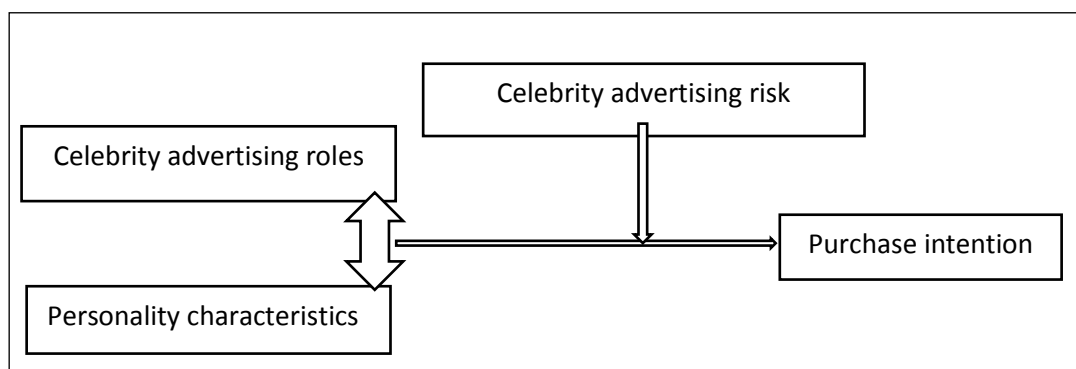 Celebrity advertising risk
Celebrity advertising roles
Purchase intention
Personality characteristics